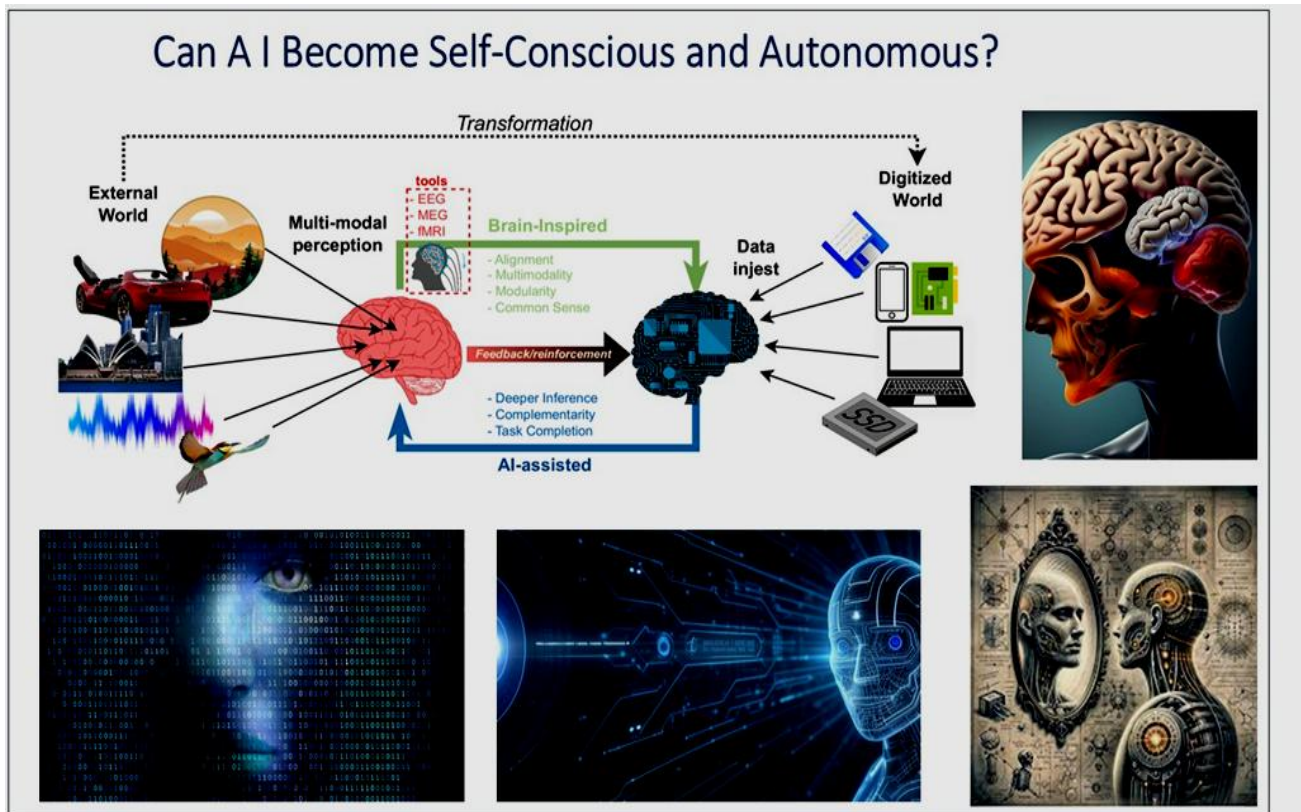 Can A I Become Self-Conscious and Autonomous?
Transformation
External
World
Multi-modal
perception
tools
- EEG
- MEG
- fMRI
Brain-Inspired
- Alignment
- Multimodality
- Modularity
- Common Sense
Data
injest
Digitized
World
Feedback/reinforcement
- Deeper Inference
- Complementarity
- Task Completion
AI-assisted
SSD